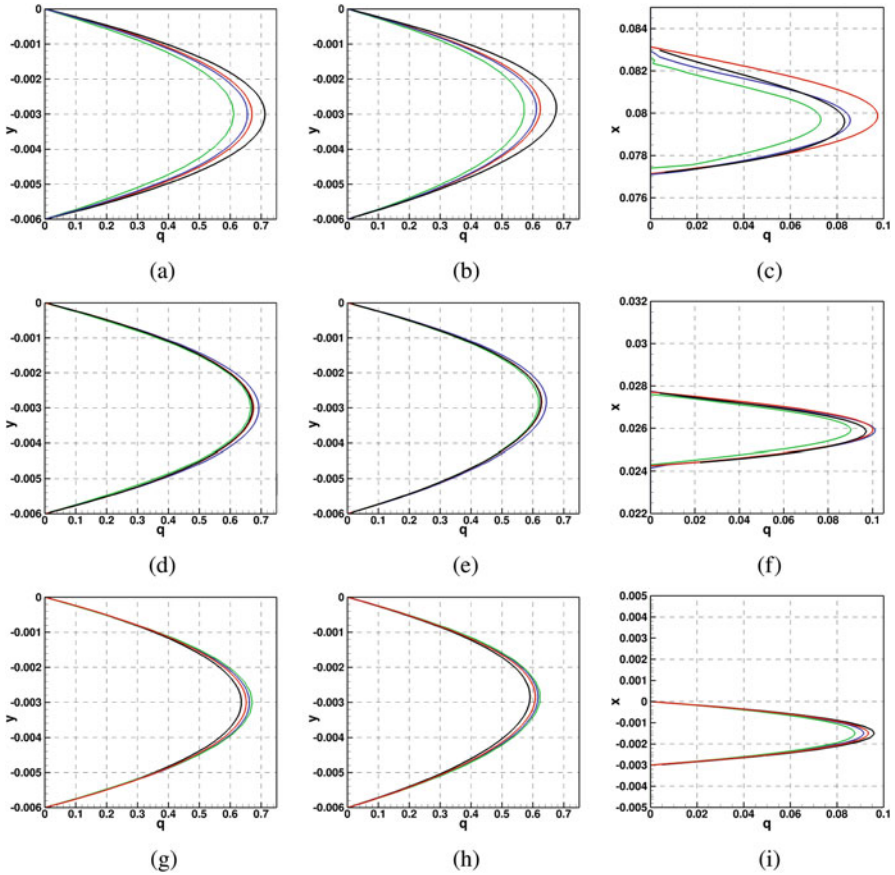 0
-0.001
-0.002
-0.003
-0.004
-0.005
-0.006
y
0 0.1 0.2 0.3 0.4 0.5 0.6 0.7
q
(a)
0
-0.001
-0.002
-0.003
-0.004
-0.005
-0.006
y
0 0.1 0.2 0.3 0.4 0.5 0.6 0.7
q
(b)
0.084
0.082
0.08
0.078
0.076
x
0 0.02 0.04 0.06 0.08 0.1
q
(c)
0
-0.001
-0.002
-0.003
-0.004
-0.005
-0.006
y
0 0.1 0.2 0.3 0.4 0.5 0.6 0.7
q
(d)
0
-0.001
-0.002
-0.003
-0.004
-0.005
-0.006
y
0 0.1 0.2 0.3 0.4 0.5 0.6 0.7
q
(e)
0.032
0.03
0.028
0.026
0.024
0.022
x
0 0.02 0.04 0.06 0.08 0.1
q
(f)
0
-0.001
-0.002
-0.003
-0.004
-0.005
-0.006
y
0 0.1 0.2 0.3 0.4 0.5 0.6 0.7
q
(g)
0
-0.001
-0.002
-0.003
-0.004
-0.005
-0.006
y
0 0.1 0.2 0.3 0.4 0.5 0.6 0.7
q
(h)
0.005
0.004
0.003
0.002
0.001
0
-0.001
-0.002
-0.003
-0.004
-0.005
x
0 0.02 0.04 0.06 0.08 0.1
q
(i)